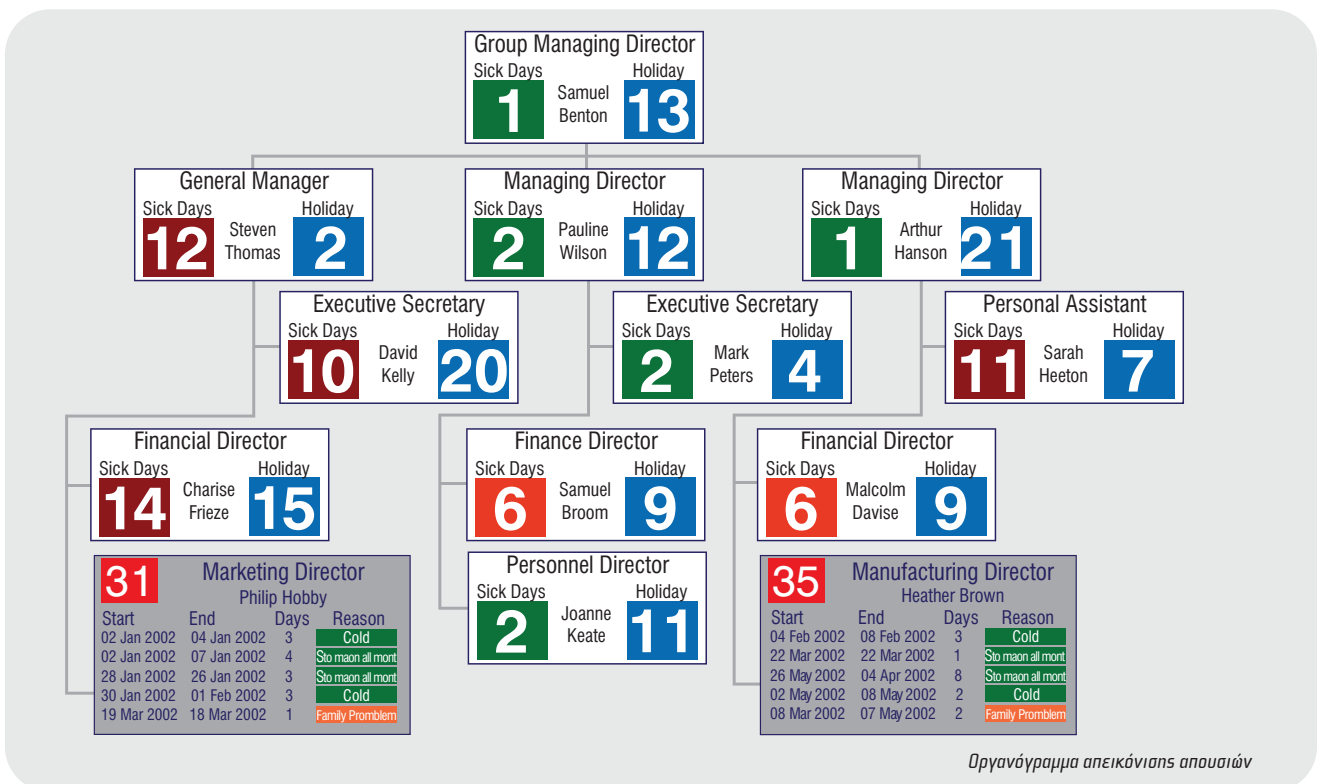 Group Managing Director
Sick Days Holiday
1 Samuel Benton 13
General Manager
Sick Days Holiday
12 Steven Thomas 2
Managing Director
Sick Days Holiday
2 Pauline Wilson 12
Managing Director
Sick Days Holiday
1 Arthur Hanson 21
Executive Secretary
Sick Days Holiday
10 David Kelly 20
Executive Secretary
Sick Days Holiday
2 Mark Peters 4
Personal Assistant
Sick Days Holiday
11 Sarah Heeton 7
Financial Director
Sick Days Holiday
14 Charise Frieze 15
Finance Director
Sick Days Holiday
6 Samuel Broom 9
Financial Director
Sick Days Holiday
6 Malcolm Davise 9
31 Marketing Director
Philip Hobby
Start End Days Reason
02 Jan 2002 04 Jan 2002 3 Cold
02 Jan 2002 07 Jan 2002 4 Sto maon all mont
28 Jan 2002 26 Jan 2002 3 Sto maon all mont
30 Jan 2002 01 Feb 2002 3 Cold
19 Mar 2002 18 Mar 2002 1 Family Promblem
Personnel Director
Sick Days Holiday
2 Joanne Keate 11
35 Manufacturing Director
Heather Brown
Start End Days Reason
04 Feb 2002 08 Feb 2002 3 Cold
22 Mar 2002 22 Mar 2002 1 Sto maon all mont
26 May 2002 04 Apr 2002 8 Sto maon all mont
02 May 2002 08 May 2002 2 Cold
08 Mar 2002 07 May 2002 2 Family Promblem
Οργανόγραμμα απεικόνισης απουσιών